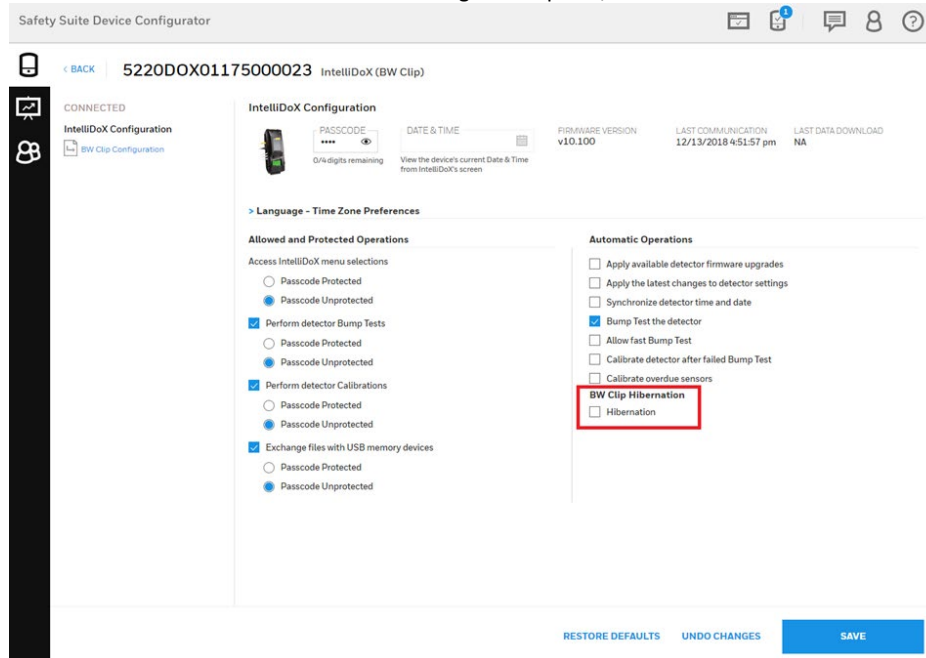 Safety Suite Device Configurator
1
< BACK
5220DOX01175000023 IntelliDoX (BW Clip)
CONNECTED
IntelliDoX Configuration
BW Clip Configuration
IntelliDoX Configuration
PASSCODE
••••
0/4 digits remaining
DATE & TIME
View the device's current Date & Time
from IntelliDoX's screen
FIRMWARE VERSION
v10.100
LAST COMMUNICATION
12/13/2018 4:51:57 pm
LAST DATA DOWNLOAD
NA
> Language - Time Zone Preferences
Allowed and Protected Operations
Access IntelliDoX menu selections
Passcode Protected
Passcode Unprotected
Perform detector Bump Tests
Passcode Protected
Passcode Unprotected
Perform detector Calibrations
Passcode Protected
Passcode Unprotected
Exchange files with USB memory devices
Passcode Protected
Passcode Unprotected
Automatic Operations
Apply available detector firmware upgrades
Apply the latest changes to detector settings
Synchronize detector time and date
Bump Test the detector
Allow fast Bump Test
Calibrate detector after failed Bump Test
Calibrate overdue sensors
BW Clip Hibernation
Hibernation
RESTORE DEFAULTS
UNDO CHANGES
SAVE